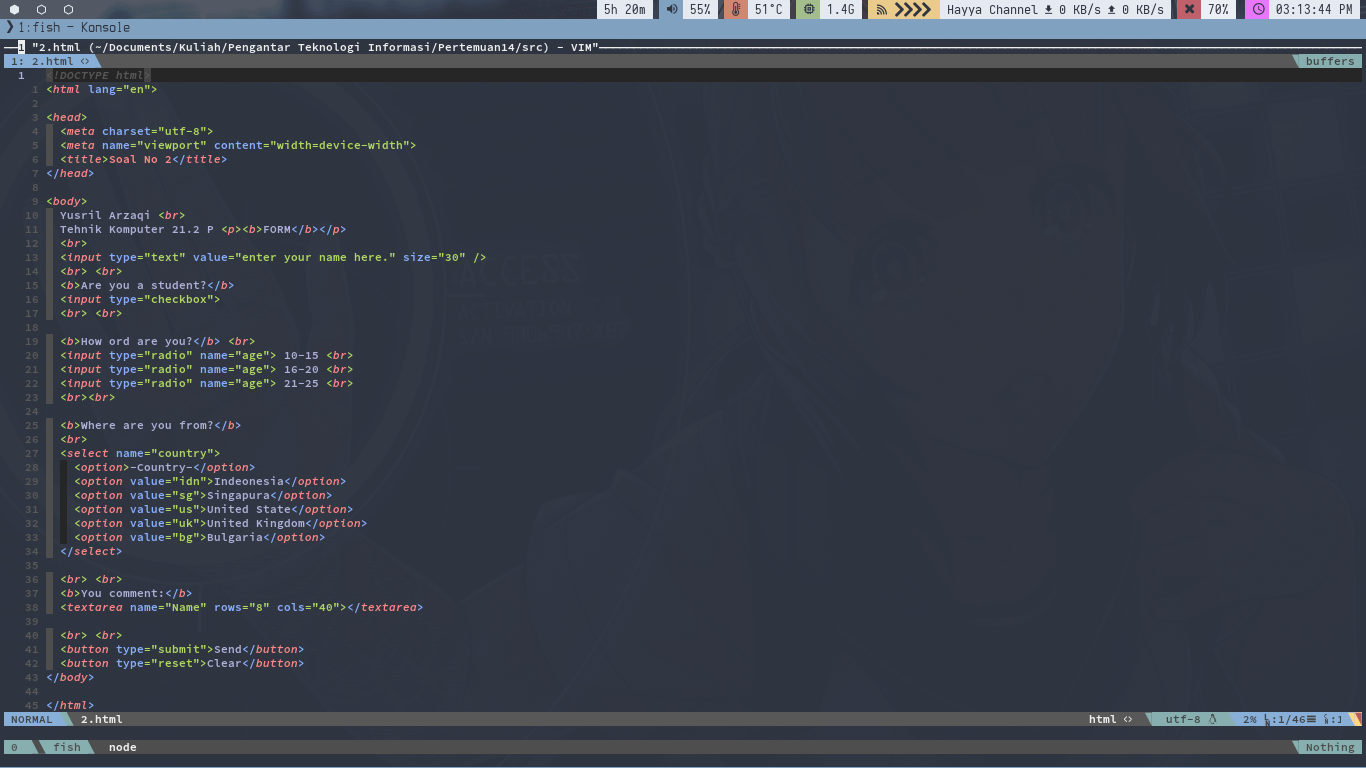 5h 20m 55% 51°C 1.4G Hayya Channel 0 KB/s 0 KB/s 70% 03:13:44 PM
1:fish – Konsole
1 "2.html (~/Documents/Kuliah/Pengantar Teknologi Informasi/Pertemuan14/src) - VIM"
1: 2.html <> buffers
1 <!DOCTYPE html>
1 <html lang="en">
2
3 <head>
4 <meta charset="utf-8">
5 <meta name="viewport" content="width=device-width">
6 <title>Soal No 2</title>
7 </head>
8
9 <body>
10 Yusril Arzaqi <br>
11 Tehnik Komputer 21.2 P <p><b>FORM</b></p>
12 <br>
13 <input type="text" value="enter your name here." size="30" />
14 <br> <br>
15 <b>Are you a student?</b>
16 <input type="checkbox">
17 <br> <br>
18
19 <b>How ord are you?</b> <br>
20 <input type="radio" name="age"> 10-15 <br>
21 <input type="radio" name="age"> 16-20 <br>
22 <input type="radio" name="age"> 21-25 <br>
23 <br><br>
24
25 <b>Where are you from?</b>
26 <br>
27 <select name="country">
28 <option>-Country-</option>
29 <option value="idn">Indeonesia</option>
30 <option value="sg">Singapura</option>
31 <option value="us">United State</option>
32 <option value="uk">United Kingdom</option>
33 <option value="bg">Bulgaria</option>
34 </select>
35
36 <br> <br>
37 <b>You comment:</b>
38 <textarea name="Name" rows="8" cols="40"></textarea>
39
40 <br> <br>
41 <button type="submit">Send</button>
42 <button type="reset">Clear</button>
43 </body>
44
45 </html>
NORMAL 2.html html <> utf-8 2% :1/46 :1
0 fish node Nothing